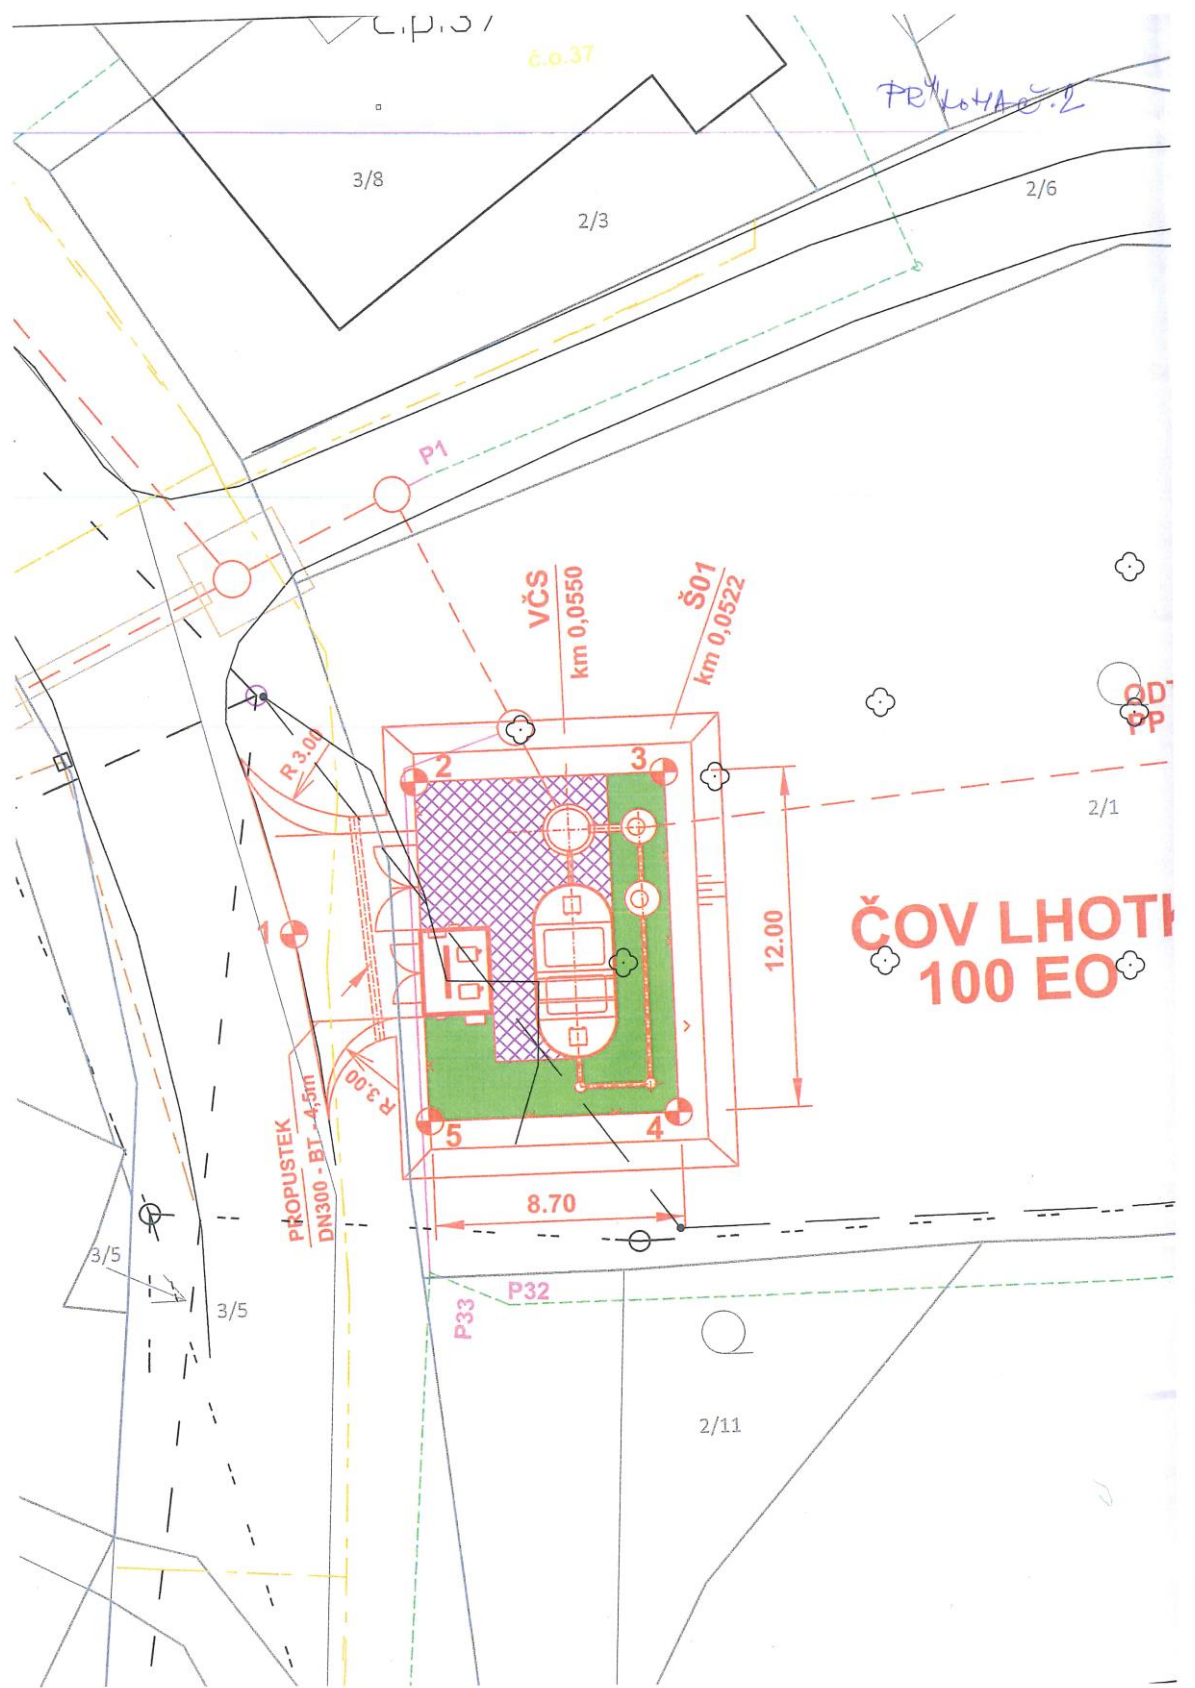 č.p.37
č.o.37
PŘÍLOHA č.2
3/8
2/3
2/6
P1
VČS
km 0,0550
Š01
km 0,0522
R 3.00
2
3
2/1
1
12.00
ČOV LHOTK
100 EO
R 3.00
5
4
PROPUSTEK
DN300 - BT - 4,5m
8.70
3/5
3/5
P33
P32
2/11